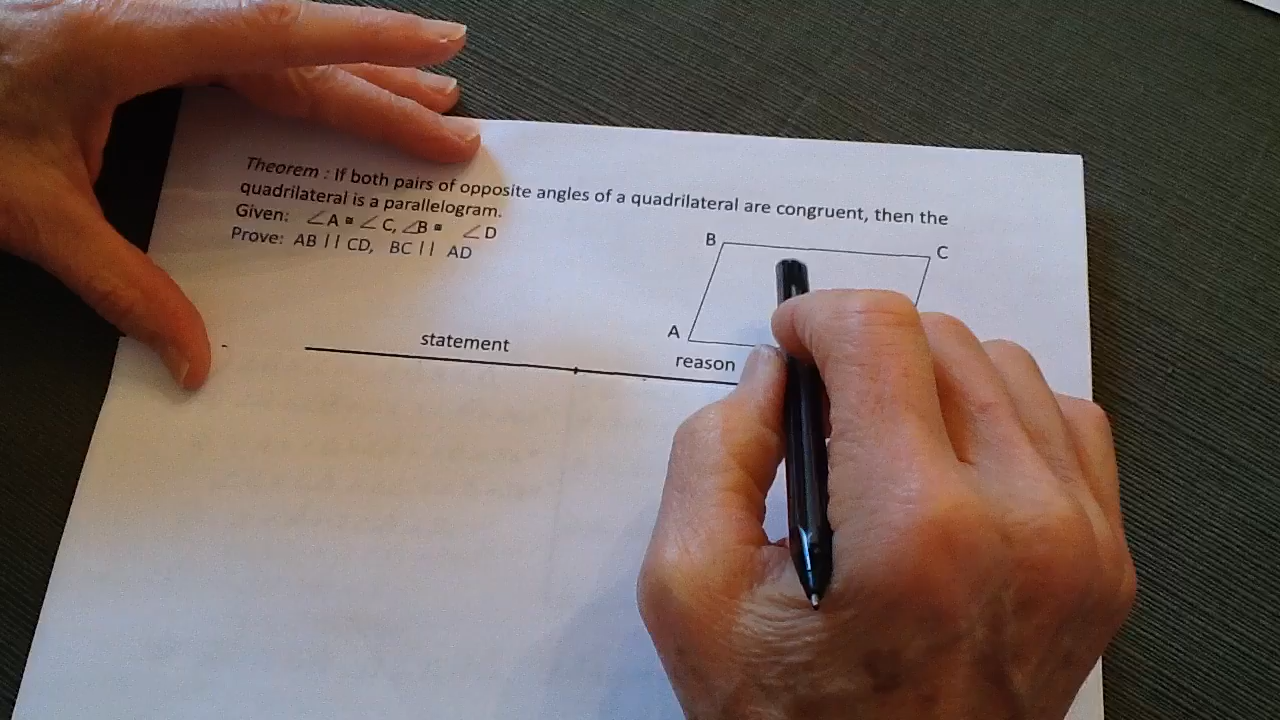 Theorem : If both pairs of opposite angles of a quadrilateral are congruent, then the
quadrilateral is a parallelogram.
Given: ∠A ≅ ∠C, ∠B ≅ ∠D
Prove: AB || CD, BC || AD
B
C
A
statement
reason